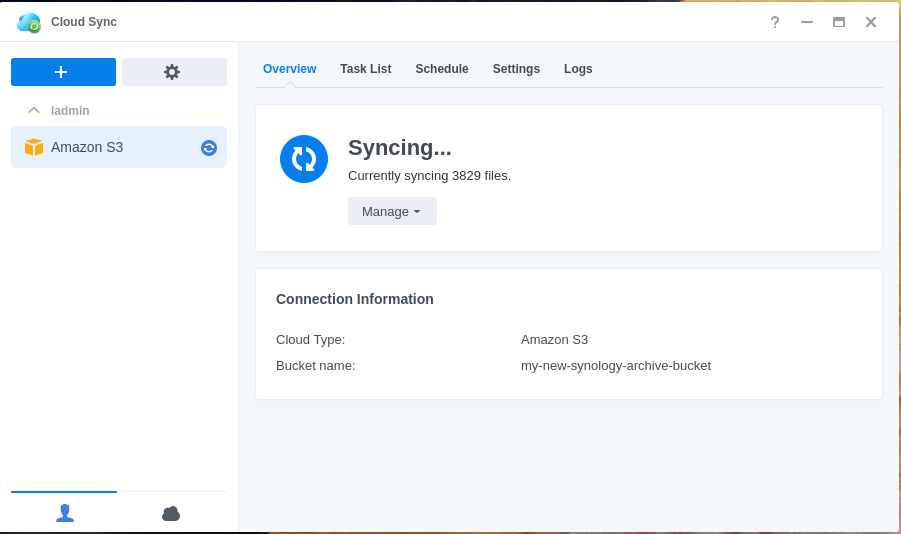 Cloud Sync
ladmin
Amazon S3
Overview Task List Schedule Settings Logs
Syncing...
Currently syncing 3829 files.
Manage
Connection Information
Cloud Type: Amazon S3
Bucket name: my-new-synology-archive-bucket